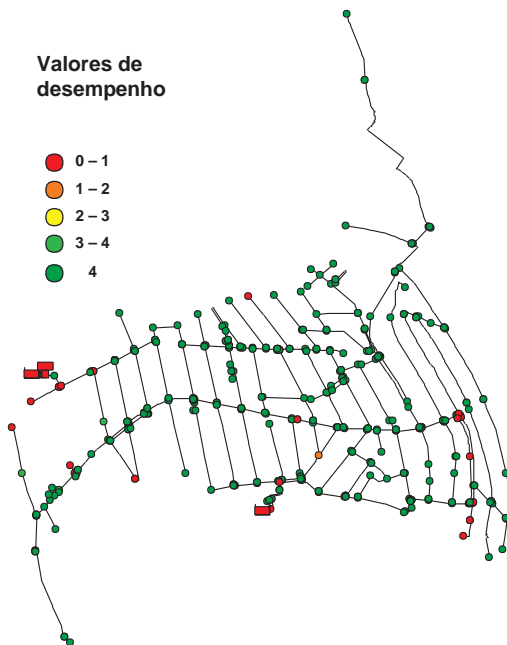 Valores de
desempenho
0 – 1
1 – 2
2 – 3
3 – 4
4